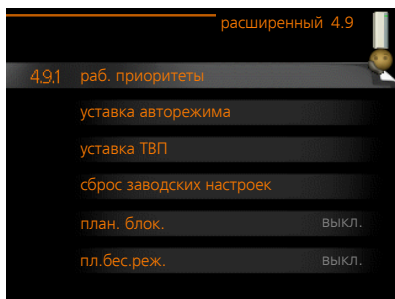 расширенный 4.9
4.9.1 раб. приоритеты
уставка авторежима
уставка ТВП
сброс заводских настроек
план. блок. выкл.
пл.бес.реж. выкл.